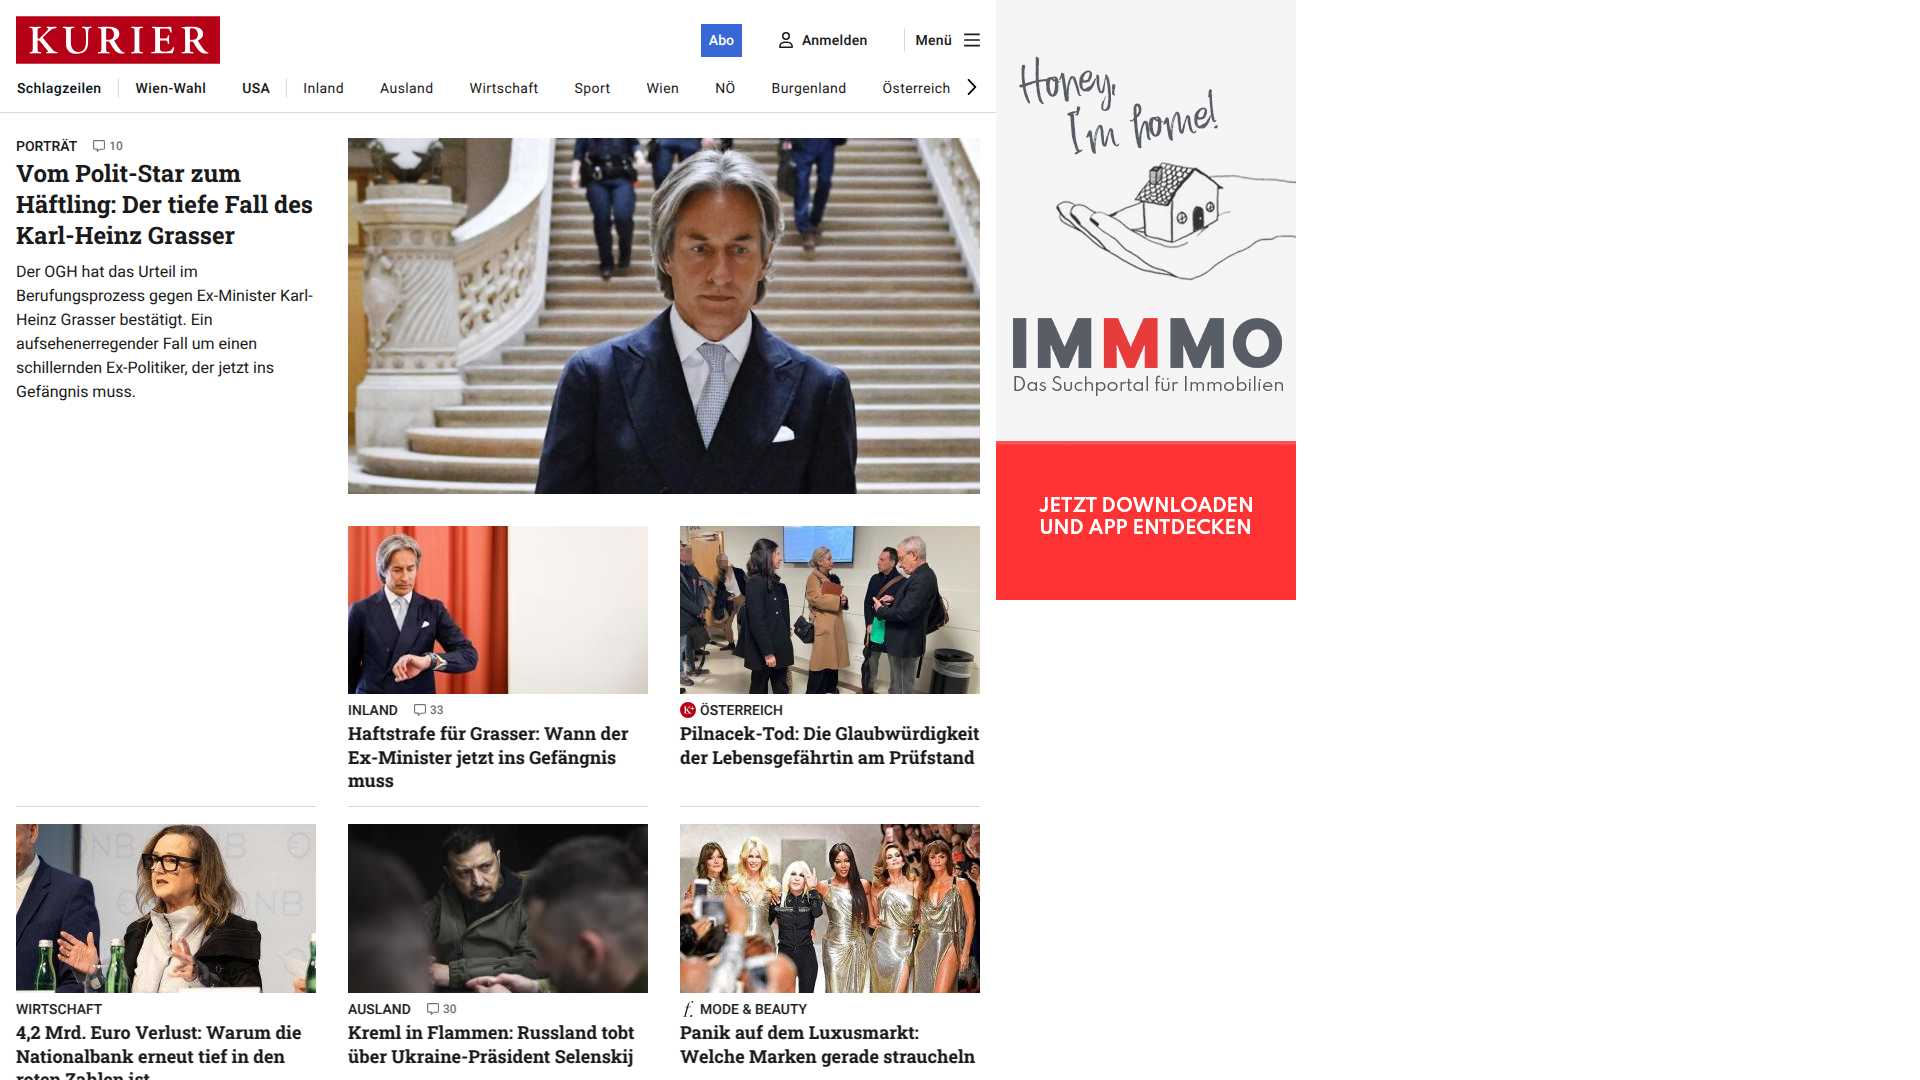 KURIER
Abo
Anmelden
Menü
Schlagzeilen
Wien-Wahl
USA
Inland
Ausland
Wirtschaft
Sport
Wien
NÖ
Burgenland
Österreich
PORTRÄT 10
Vom Polit-Star zum
Häftling: Der tiefe Fall des
Karl-Heinz Grasser
Der OGH hat das Urteil im
Berufungsprozess gegen Ex-Minister Karl-
Heinz Grasser bestätigt. Ein
aufsehenerregender Fall um einen
schillernden Ex-Politiker, der jetzt ins
Gefängnis muss.
INLAND 33
Haftstrafe für Grasser: Wann der
Ex-Minister jetzt ins Gefängnis
muss
K+ ÖSTERREICH
Pilnacek-Tod: Die Glaubwürdigkeit
der Lebensgefährtin am Prüfstand
WIRTSCHAFT
4,2 Mrd. Euro Verlust: Warum die
Nationalbank erneut tief in den
roten Zahlen ist
AUSLAND 30
Kreml in Flammen: Russland tobt
über Ukraine-Präsident Selenskij
f. MODE & BEAUTY
Panik auf dem Luxusmarkt:
Welche Marken gerade straucheln
Honey,
I'm home!
IMMMO
Das Suchportal für Immobilien
JETZT DOWNLOADEN
UND APP ENTDECKEN